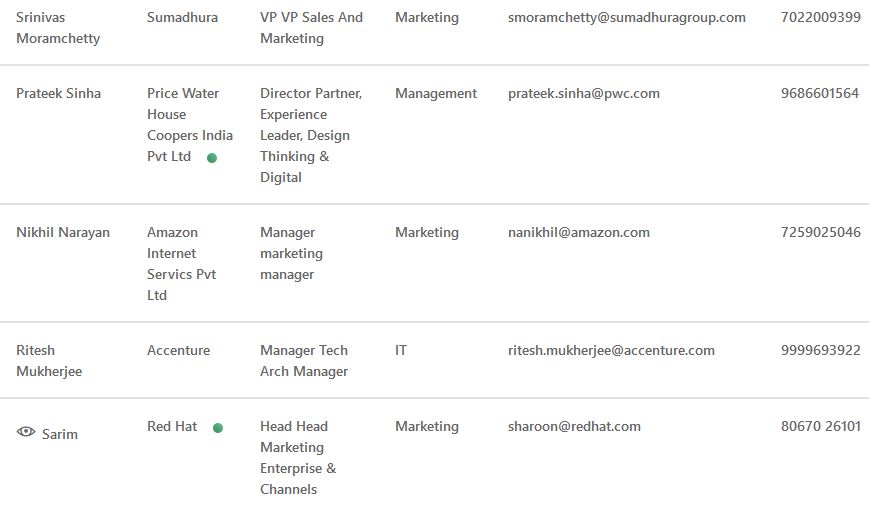 Srinivas Moramchetty Sumadhura VP VP Sales And Marketing Marketing smoramchetty@sumadhuragroup.com 7022009399
Prateek Sinha Price Water House Coopers India Pvt Ltd Director Partner, Experience Leader, Design Thinking & Digital Management prateek.sinha@pwc.com 9686601564
Nikhil Narayan Amazon Internet Servics Pvt Ltd Manager marketing manager Marketing nanikhil@amazon.com 7259025046
Ritesh Mukherjee Accenture Manager Tech Arch Manager IT ritesh.mukherjee@accenture.com 9999693922
Sarim Red Hat Head Head Marketing Enterprise & Channels Marketing sharoon@redhat.com 80670 26101